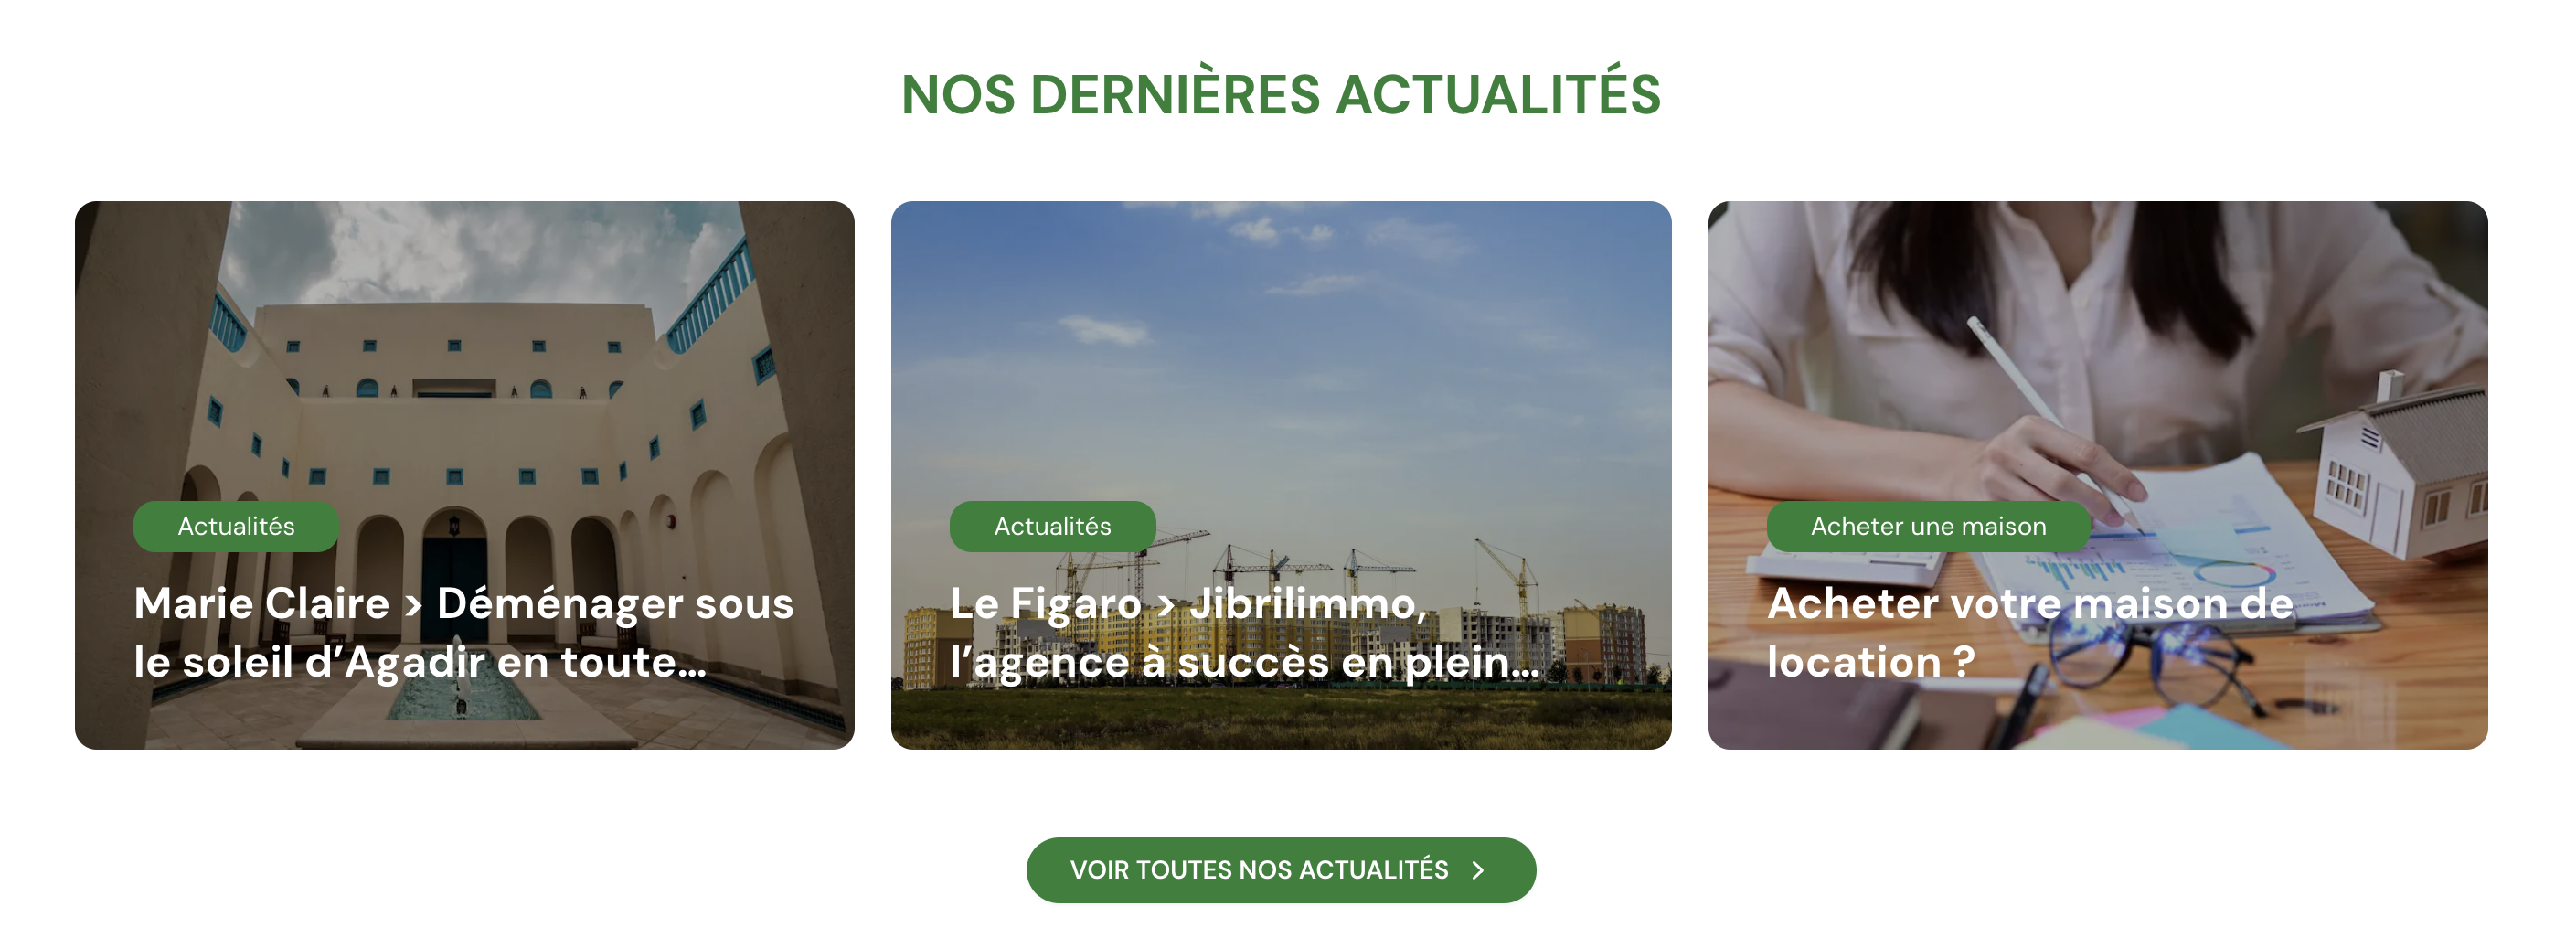 NOS DERNIÈRES ACTUALITÉS
Actualités
Marie Claire > Déménager sous
le soleil d’Agadir en toute...
Actualités
Le Figaro > Jibrilimmo,
l’agence à succès en plein...
Acheter une maison
Acheter votre maison de
location ?
VOIR TOUTES NOS ACTUALITÉS >